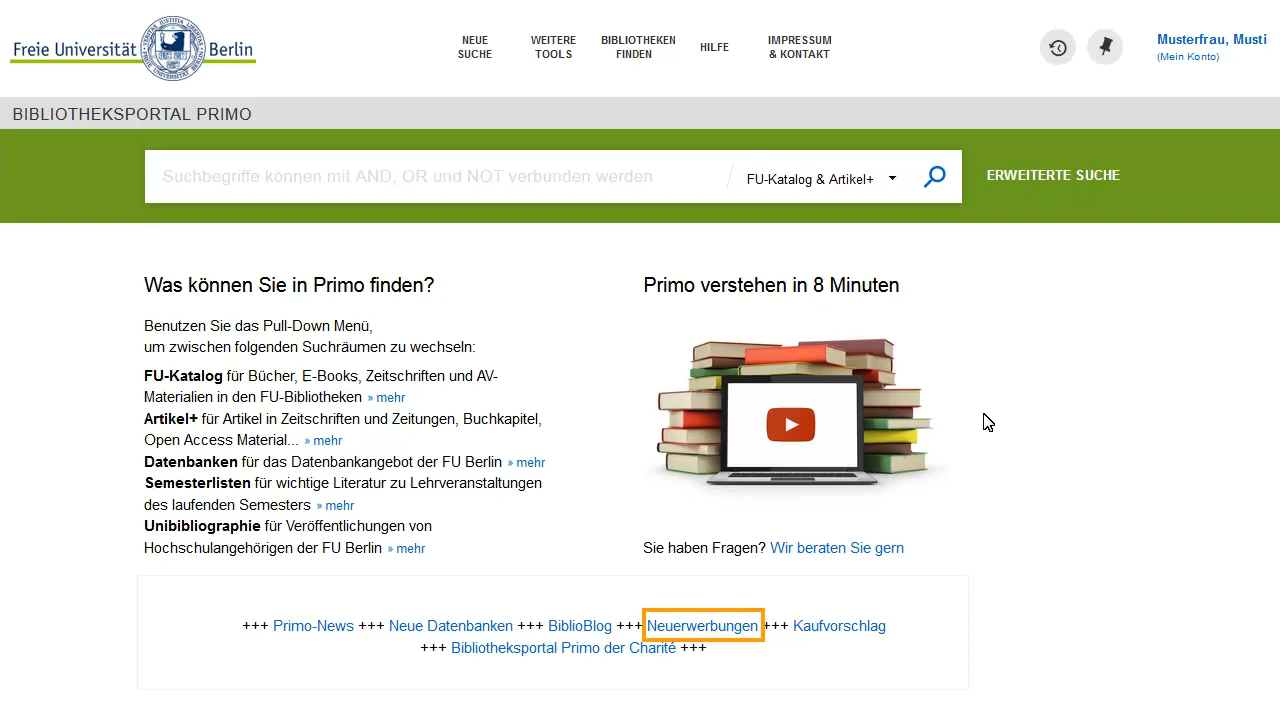 Freie Universität Berlin
NEUE SUCHE
WEITERE TOOLS
BIBLIOTHEKEN FINDEN
HILFE
IMPRESSUM & KONTAKT
Musterfrau, Musti
(Mein Konto)
BIBLIOTHEKSPORTAL PRIMO
Suchbegriffe können mit AND, OR und NOT verbunden werden
FU-Katalog & Artikel+
ERWEITERTE SUCHE
Was können Sie in Primo finden?
Benutzen Sie das Pull-Down Menü,
um zwischen folgenden Suchräumen zu wechseln:
FU-Katalog für Bücher, E-Books, Zeitschriften und AV-
Materialien in den FU-Bibliotheken » mehr
Artikel+ für Artikel in Zeitschriften und Zeitungen, Buchkapitel,
Open Access Material... » mehr
Datenbanken für das Datenbankangebot der FU Berlin » mehr
Semesterlisten für wichtige Literatur zu Lehrveranstaltungen
des laufenden Semesters » mehr
Unibibliographie für Veröffentlichungen von
Hochschulangehörigen der FU Berlin » mehr
Primo verstehen in 8 Minuten
Sie haben Fragen? Wir beraten Sie gern
+++ Primo-News +++ Neue Datenbanken +++ BiblioBlog +++ Neuerwerbungen +++ Kaufvorschlag
+++ Bibliotheksportal Primo der Charité +++